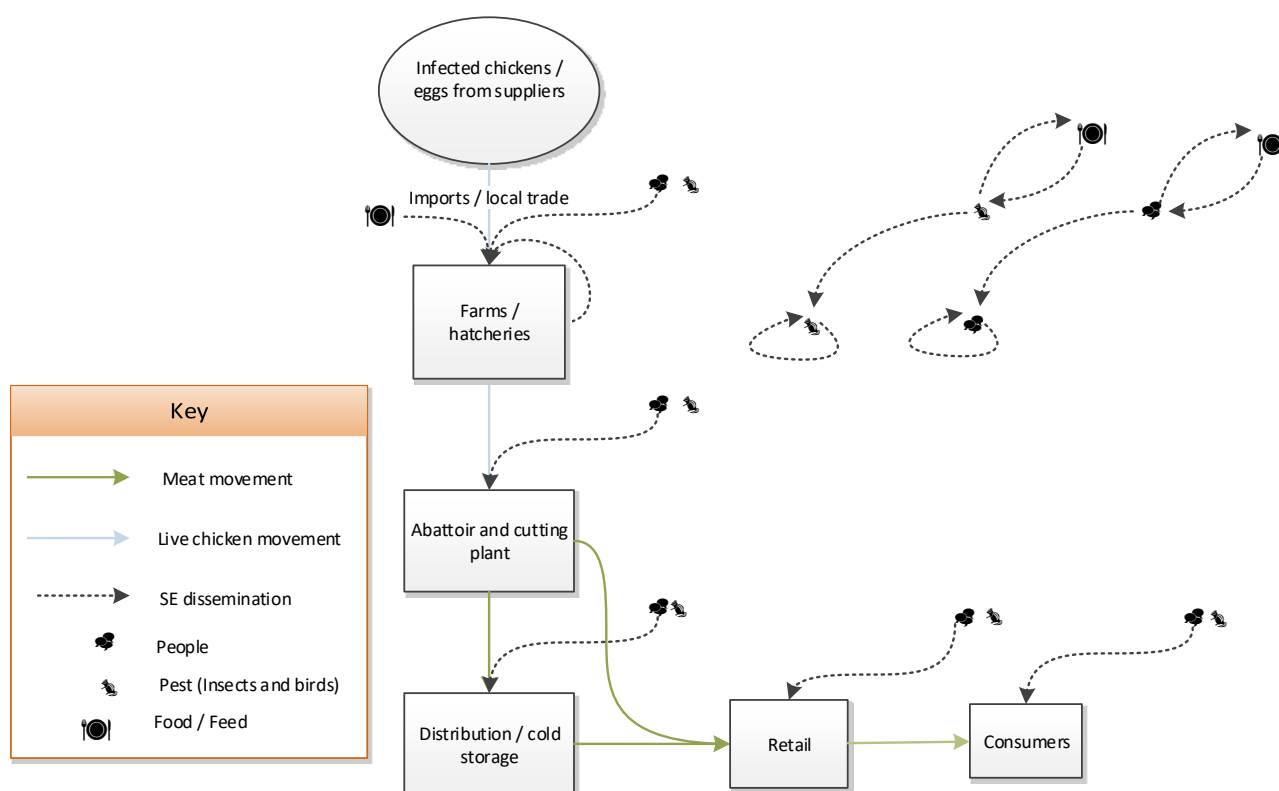 Infected chickens /
eggs from suppliers
Imports / local trade
Farms /
hatcheries
Key
Meat movement
Live chicken movement
SE dissemination
People
Pest (Insects and birds)
Food / Feed
Abattoir and cutting
plant
Distribution / cold
storage
Retail
Consumers